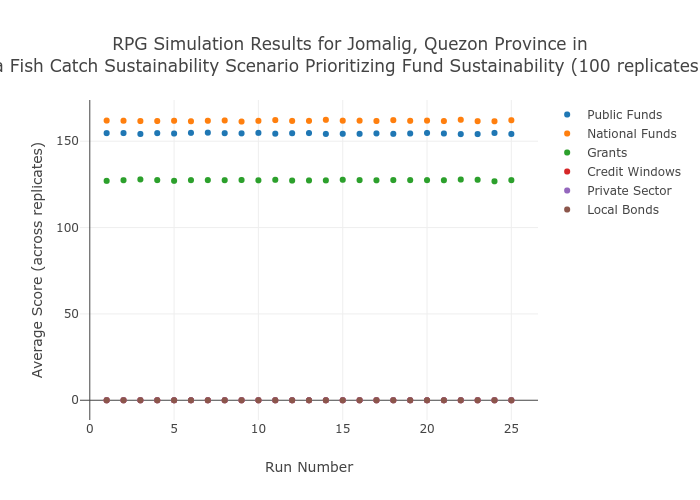 RPG Simulation Results for Jomalig, Quezon Province in
a Fish Catch Sustainability Scenario Prioritizing Fund Sustainability (100 replicates
Average Score (across replicates)
150
100
50
0
0 5 10 15 20 25
Run Number
Public Funds
National Funds
Grants
Credit Windows
Private Sector
Local Bonds